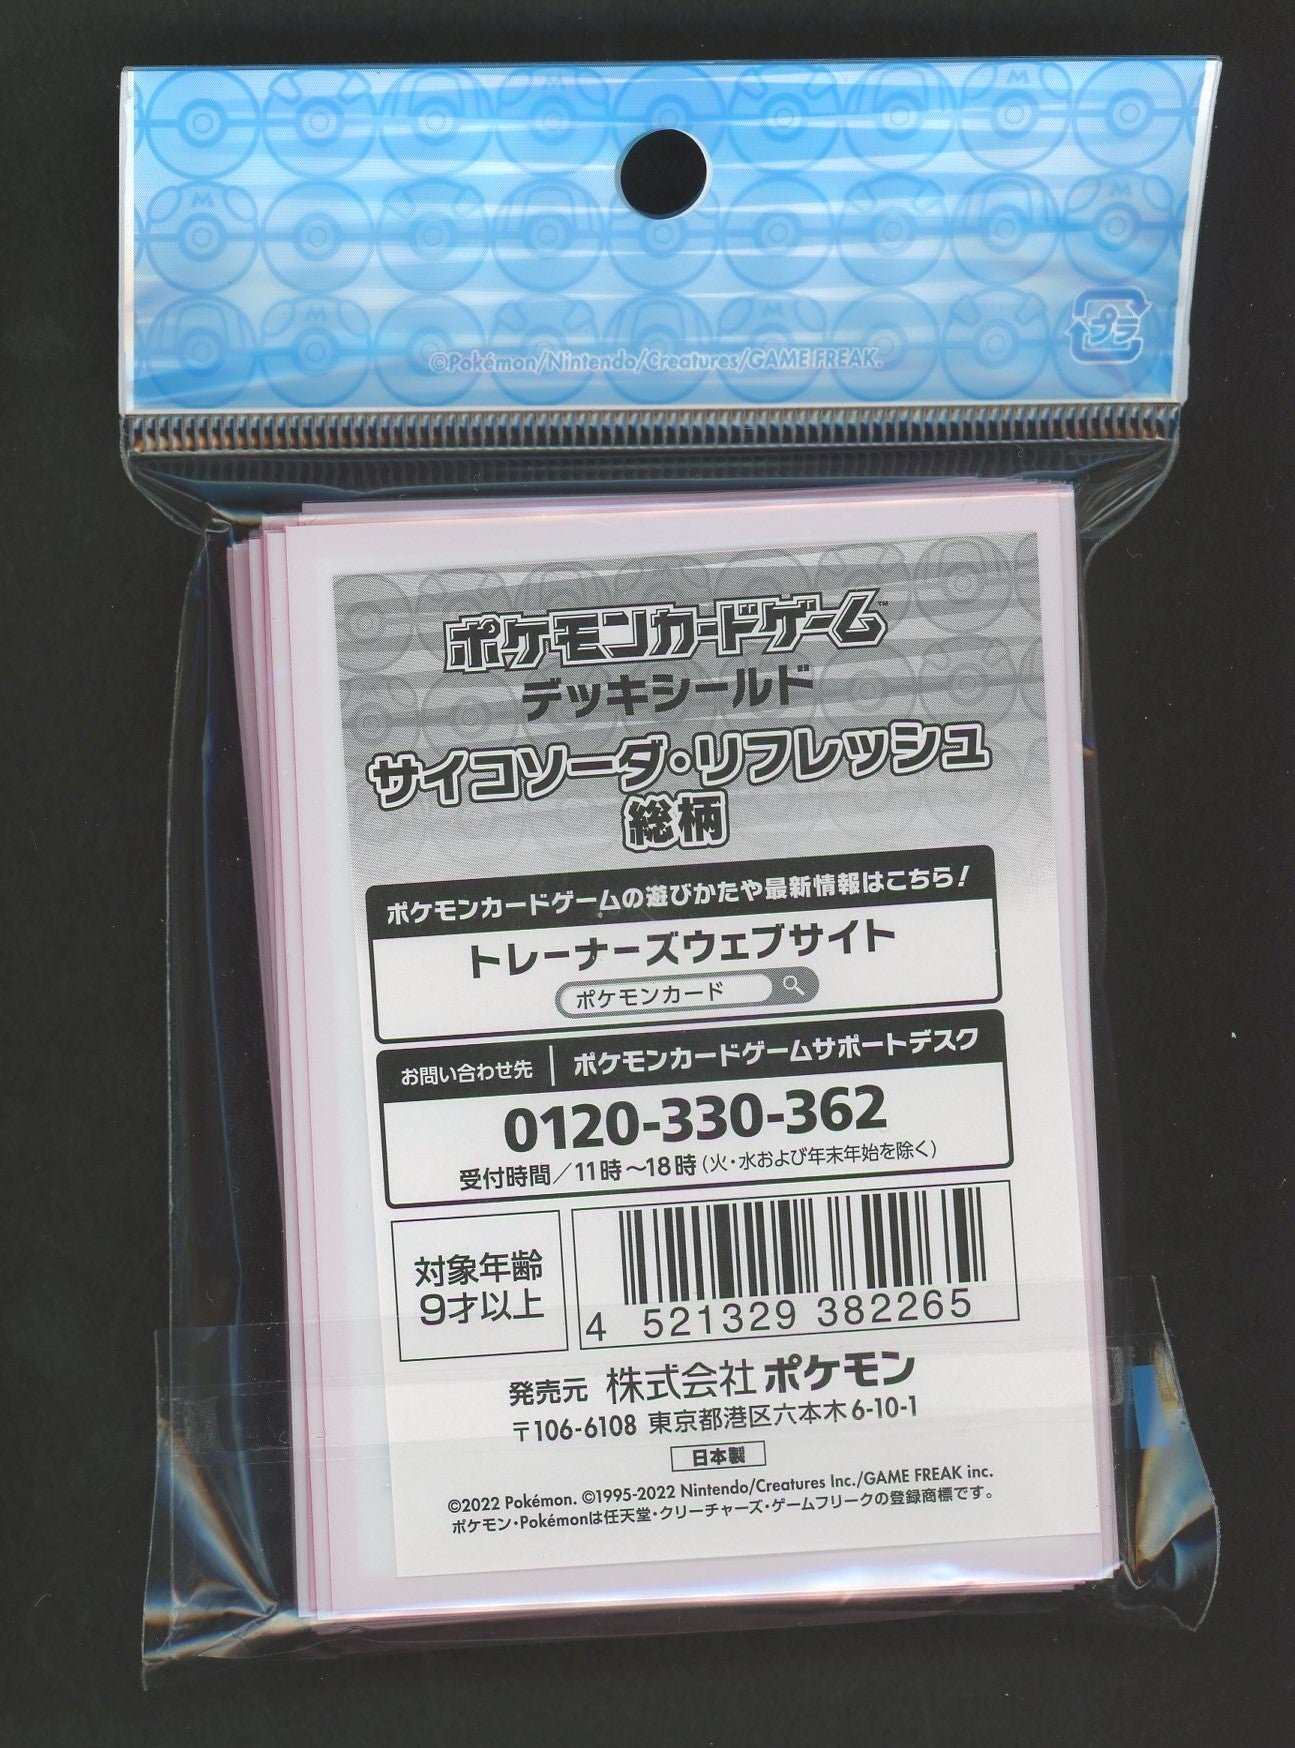 ©Pokémon/Nintendo/Creatures/GAME FREAK.
プラ
ポケモンカードゲーム™
デッキシールド
サイコソーダ・リフレッシュ
総柄
ポケモンカードゲームの遊びかたや最新情報はこちら!
トレーナーズウェブサイト
ポケモンカード
お問い合わせ先 | ポケモンカードゲームサポートデスク
0120-330-362
受付時間/11時〜18時(火・水および年末年始を除く)
対象年齢
9才以上
4 521329 382265
発売元 株式会社ポケモン
〒106-6108 東京都港区六本木6-10-1
日本製
©2022 Pokémon. ©1995-2022 Nintendo/Creatures Inc./GAME FREAK inc.
ポケモン・Pokémonは任天堂・クリーチャーズ・ゲームフリークの登録商標です。